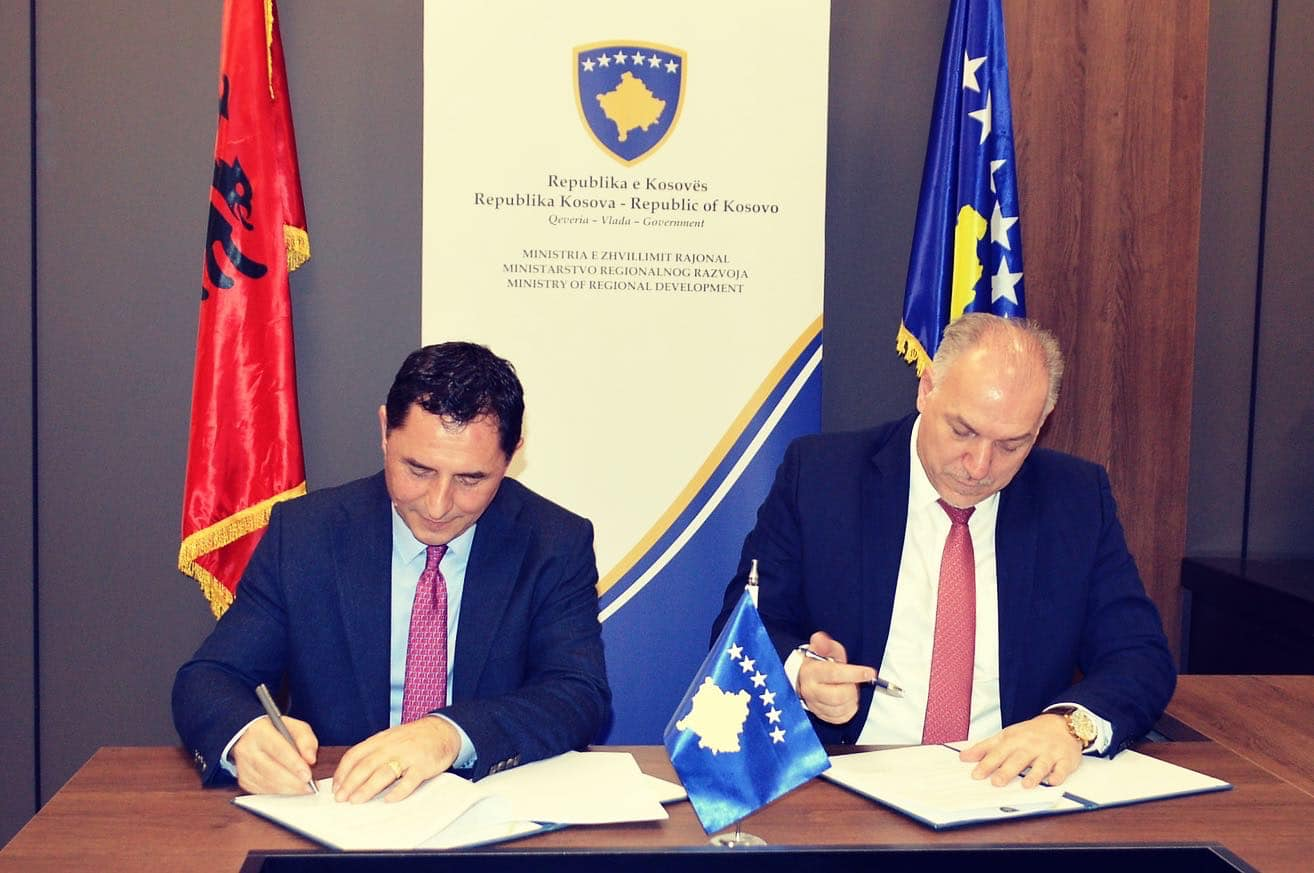 Republika e Kosovës
Republika Kosova - Republic of Kosovo
Qeveria – Vlada – Government
MINISTRIA E ZHVILLIMIT RAJONAL
MINISTARSTVO REGIONALNOG RAZVOJA
MINISTRY OF REGIONAL DEVELOPMENT